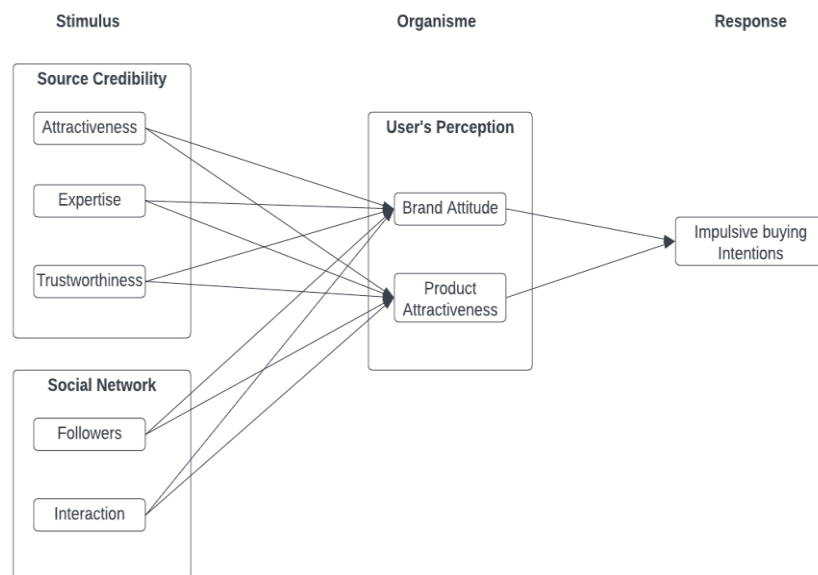 Stimulus
Organisme
Response
Source Credibility
Attractiveness
Expertise
Trustworthiness
Social Network
Followers
Interaction
User's Perception
Brand Attitude
Product
Attractiveness
Impulsive buying
Intentions